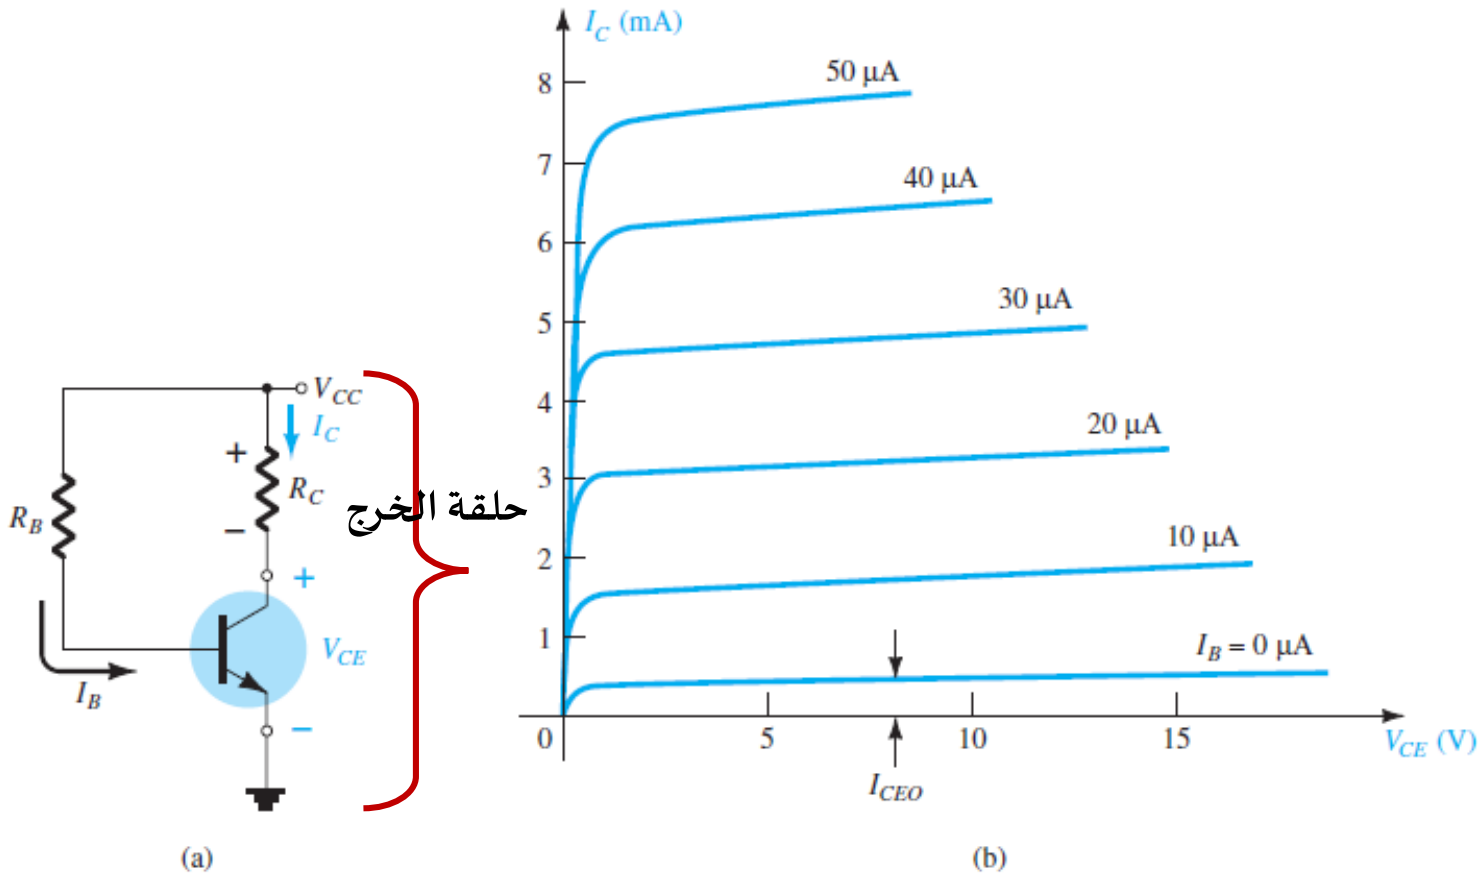 V_CC
I_C
+
R_C
−
R_B
حلقة الخرج
+
V_CE
I_B
−
(a)
I_C (mA)
50 μA
8
7
40 μA
6
30 μA
5
4
20 μA
3
10 μA
2
1
I_B = 0 μA
0
5
10
15
V_CE (V)
I_CEO
(b)